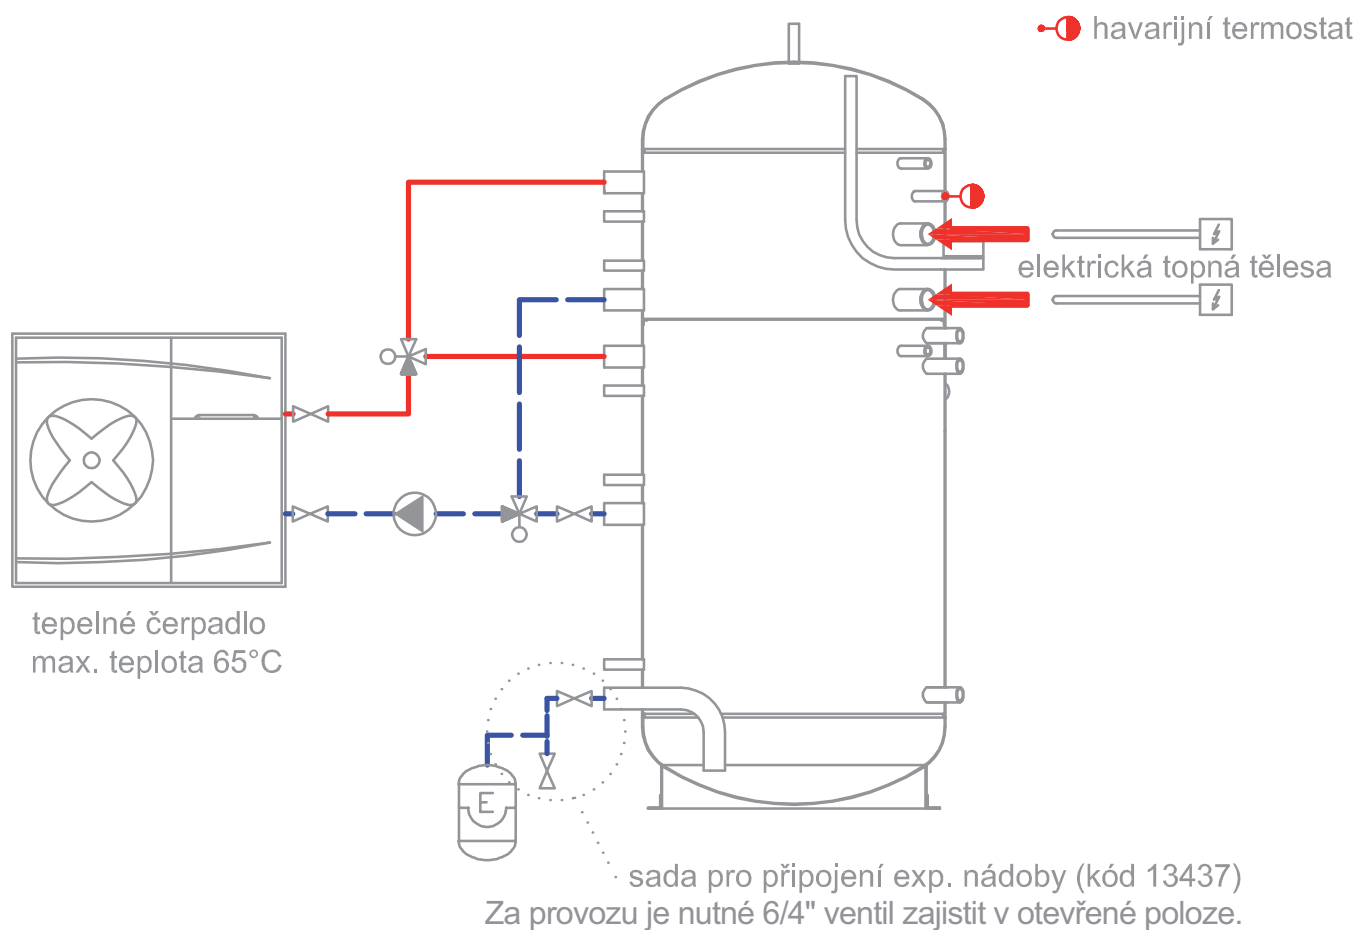 havarijní termostat
elektrická topná tělesa
tepelné čerpadlo
max. teplota 65°C
E
sada pro připojení exp. nádoby (kód 13437)
Za provozu je nutné 6/4" ventil zajistit v otevřené poloze.